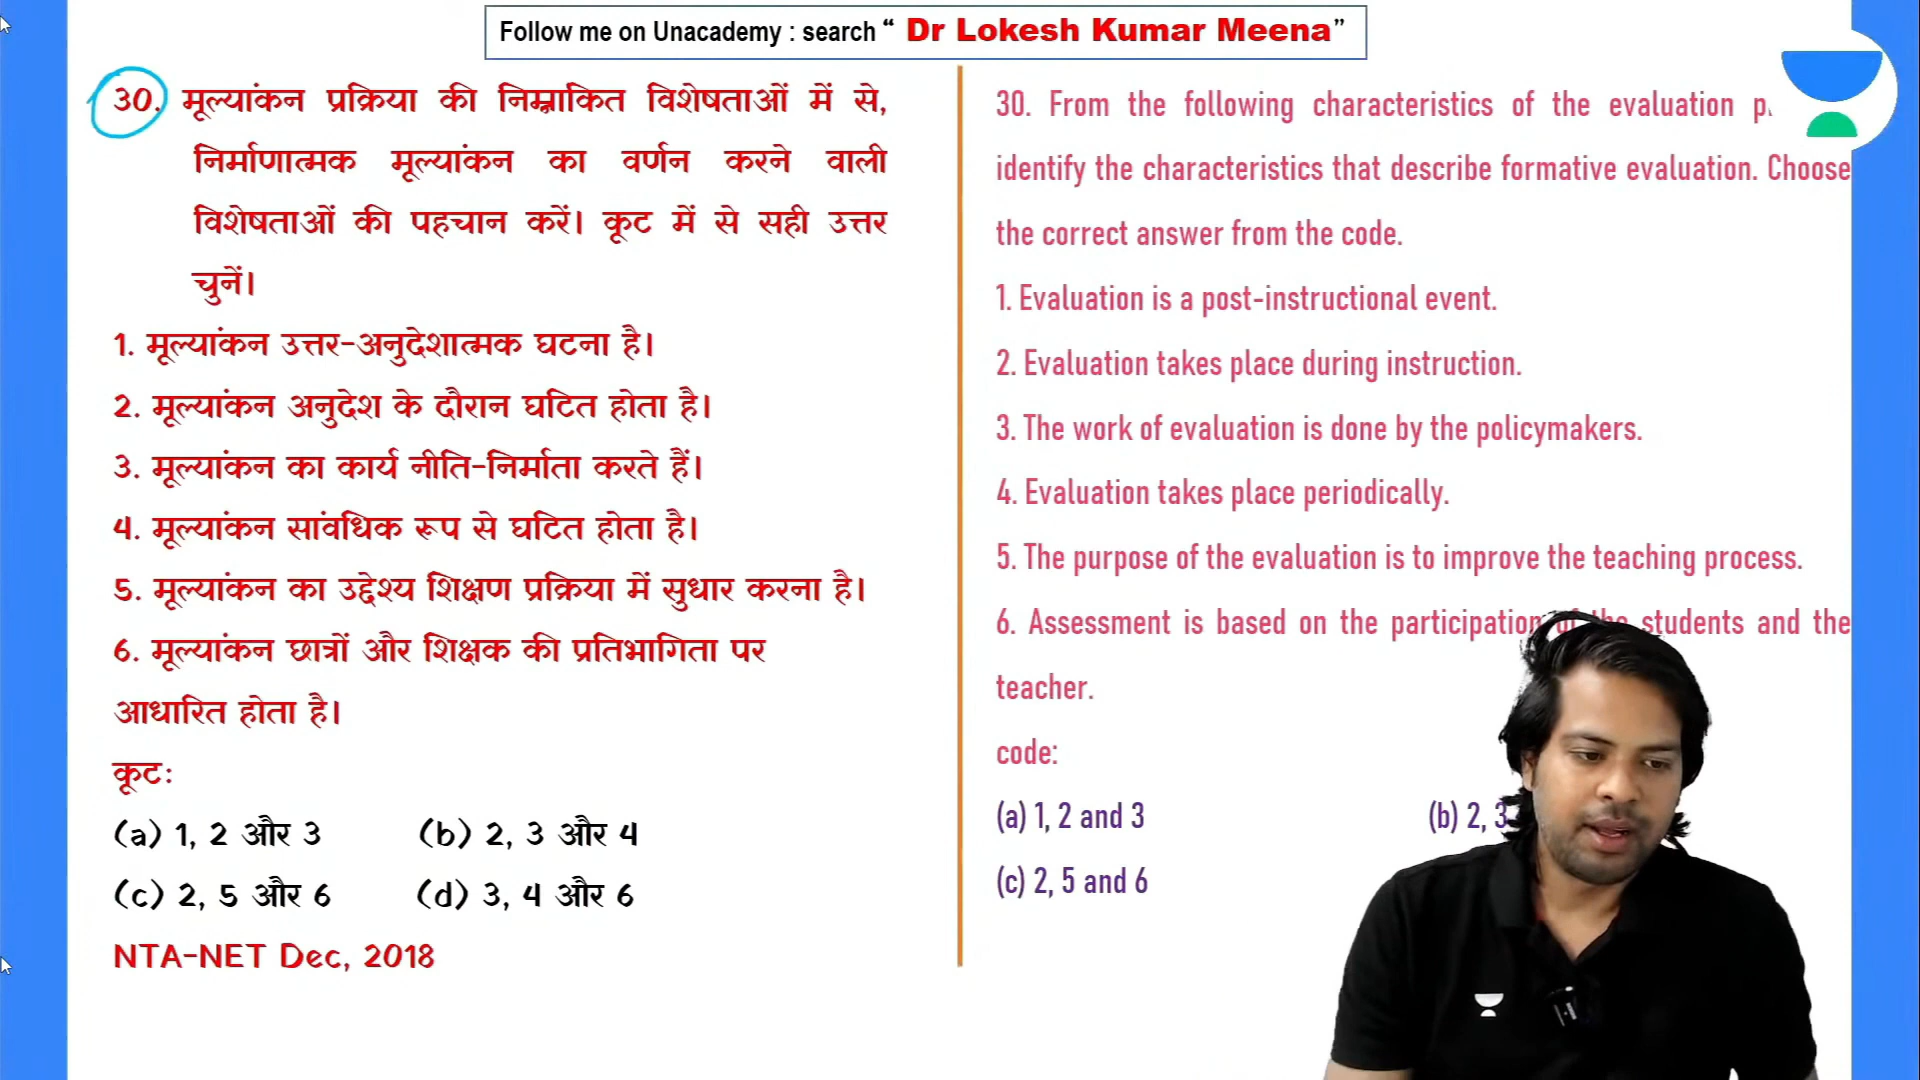 Follow me on Unacademy : search “ Dr Lokesh Kumar Meena”
30. मूल्यांकन प्रक्रिया की निम्नांकित विशेषताओं में से,
निर्माणात्मक मूल्यांकन का वर्णन करने वाली
विशेषताओं की पहचान करें। कूट में से सही उत्तर
चुनें।
1. मूल्यांकन उत्तर-अनुदेशात्मक घटना है।
2. मूल्यांकन अनुदेश के दौरान घटित होता है।
3. मूल्यांकन का कार्य नीति-निर्माता करते हैं।
4. मूल्यांकन सांवधिक रूप से घटित होता है।
5. मूल्यांकन का उद्देश्य शिक्षण प्रक्रिया में सुधार करना है।
6. मूल्यांकन छात्रों और शिक्षक की प्रतिभागिता पर
आधारित होता है।
कूटः
(a) 1, 2 और 3 (b) 2, 3 और 4
(c) 2, 5 और 6 (d) 3, 4 और 6
NTA-NET Dec, 2018
30. From the following characteristics of the evaluation
identify the characteristics that describe formative evaluation. Choose
the correct answer from the code.
1. Evaluation is a post-instructional event.
2. Evaluation takes place during instruction.
3. The work of evaluation is done by the policymakers.
4. Evaluation takes place periodically.
5. The purpose of the evaluation is to improve the teaching process.
6. Assessment is based on the participation of the students and the
teacher.
code:
(a) 1, 2 and 3 (b) 2, 3
(c) 2, 5 and 6